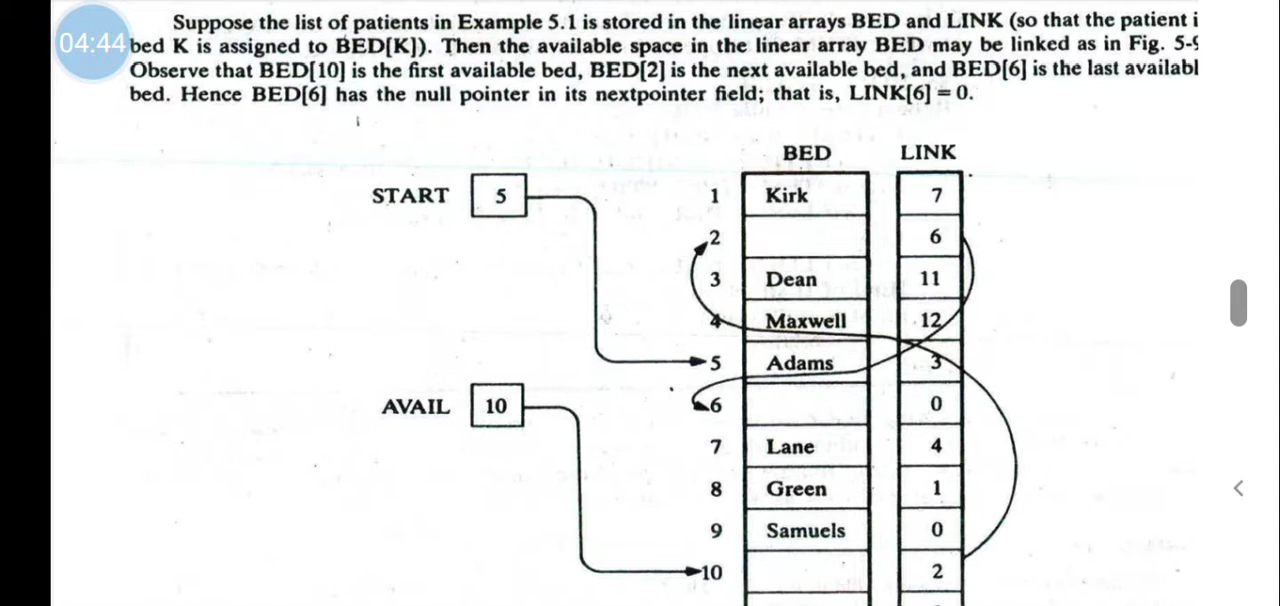 Suppose the list of patients in Example 5.1 is stored in the linear arrays BED and LINK (so that the patient i
04:44 bed K is assigned to BED[K]). Then the available space in the linear array BED may be linked as in Fig. 5-9
Observe that BED[10] is the first available bed, BED[2] is the next available bed, and BED[6] is the last availabl
bed. Hence BED[6] has the null pointer in its nextpointer field; that is, LINK[6] = 0.
BED LINK
START 5 1 Kirk 7
2 6
3 Dean 11
4 Maxwell 12
5 Adams 3
AVAIL 10 6 0
7 Lane 4
8 Green 1
9 Samuels 0
10 2